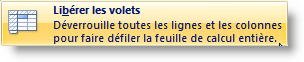 Libérer les volets
Déverrouille toutes les lignes et les colonnes
pour faire défiler la feuille de calcul entière.